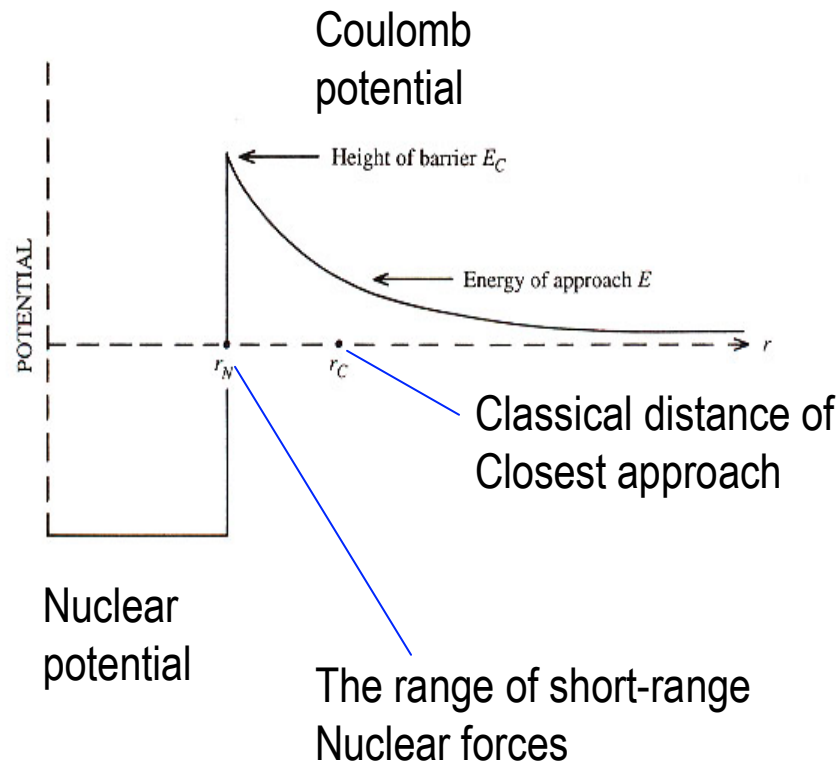 Coulomb
potential
Height of barrier E_C
Energy of approach E
POTENTIAL
r_N
r_C
r
Classical distance of
Closest approach
Nuclear
potential
The range of short-range
Nuclear forces